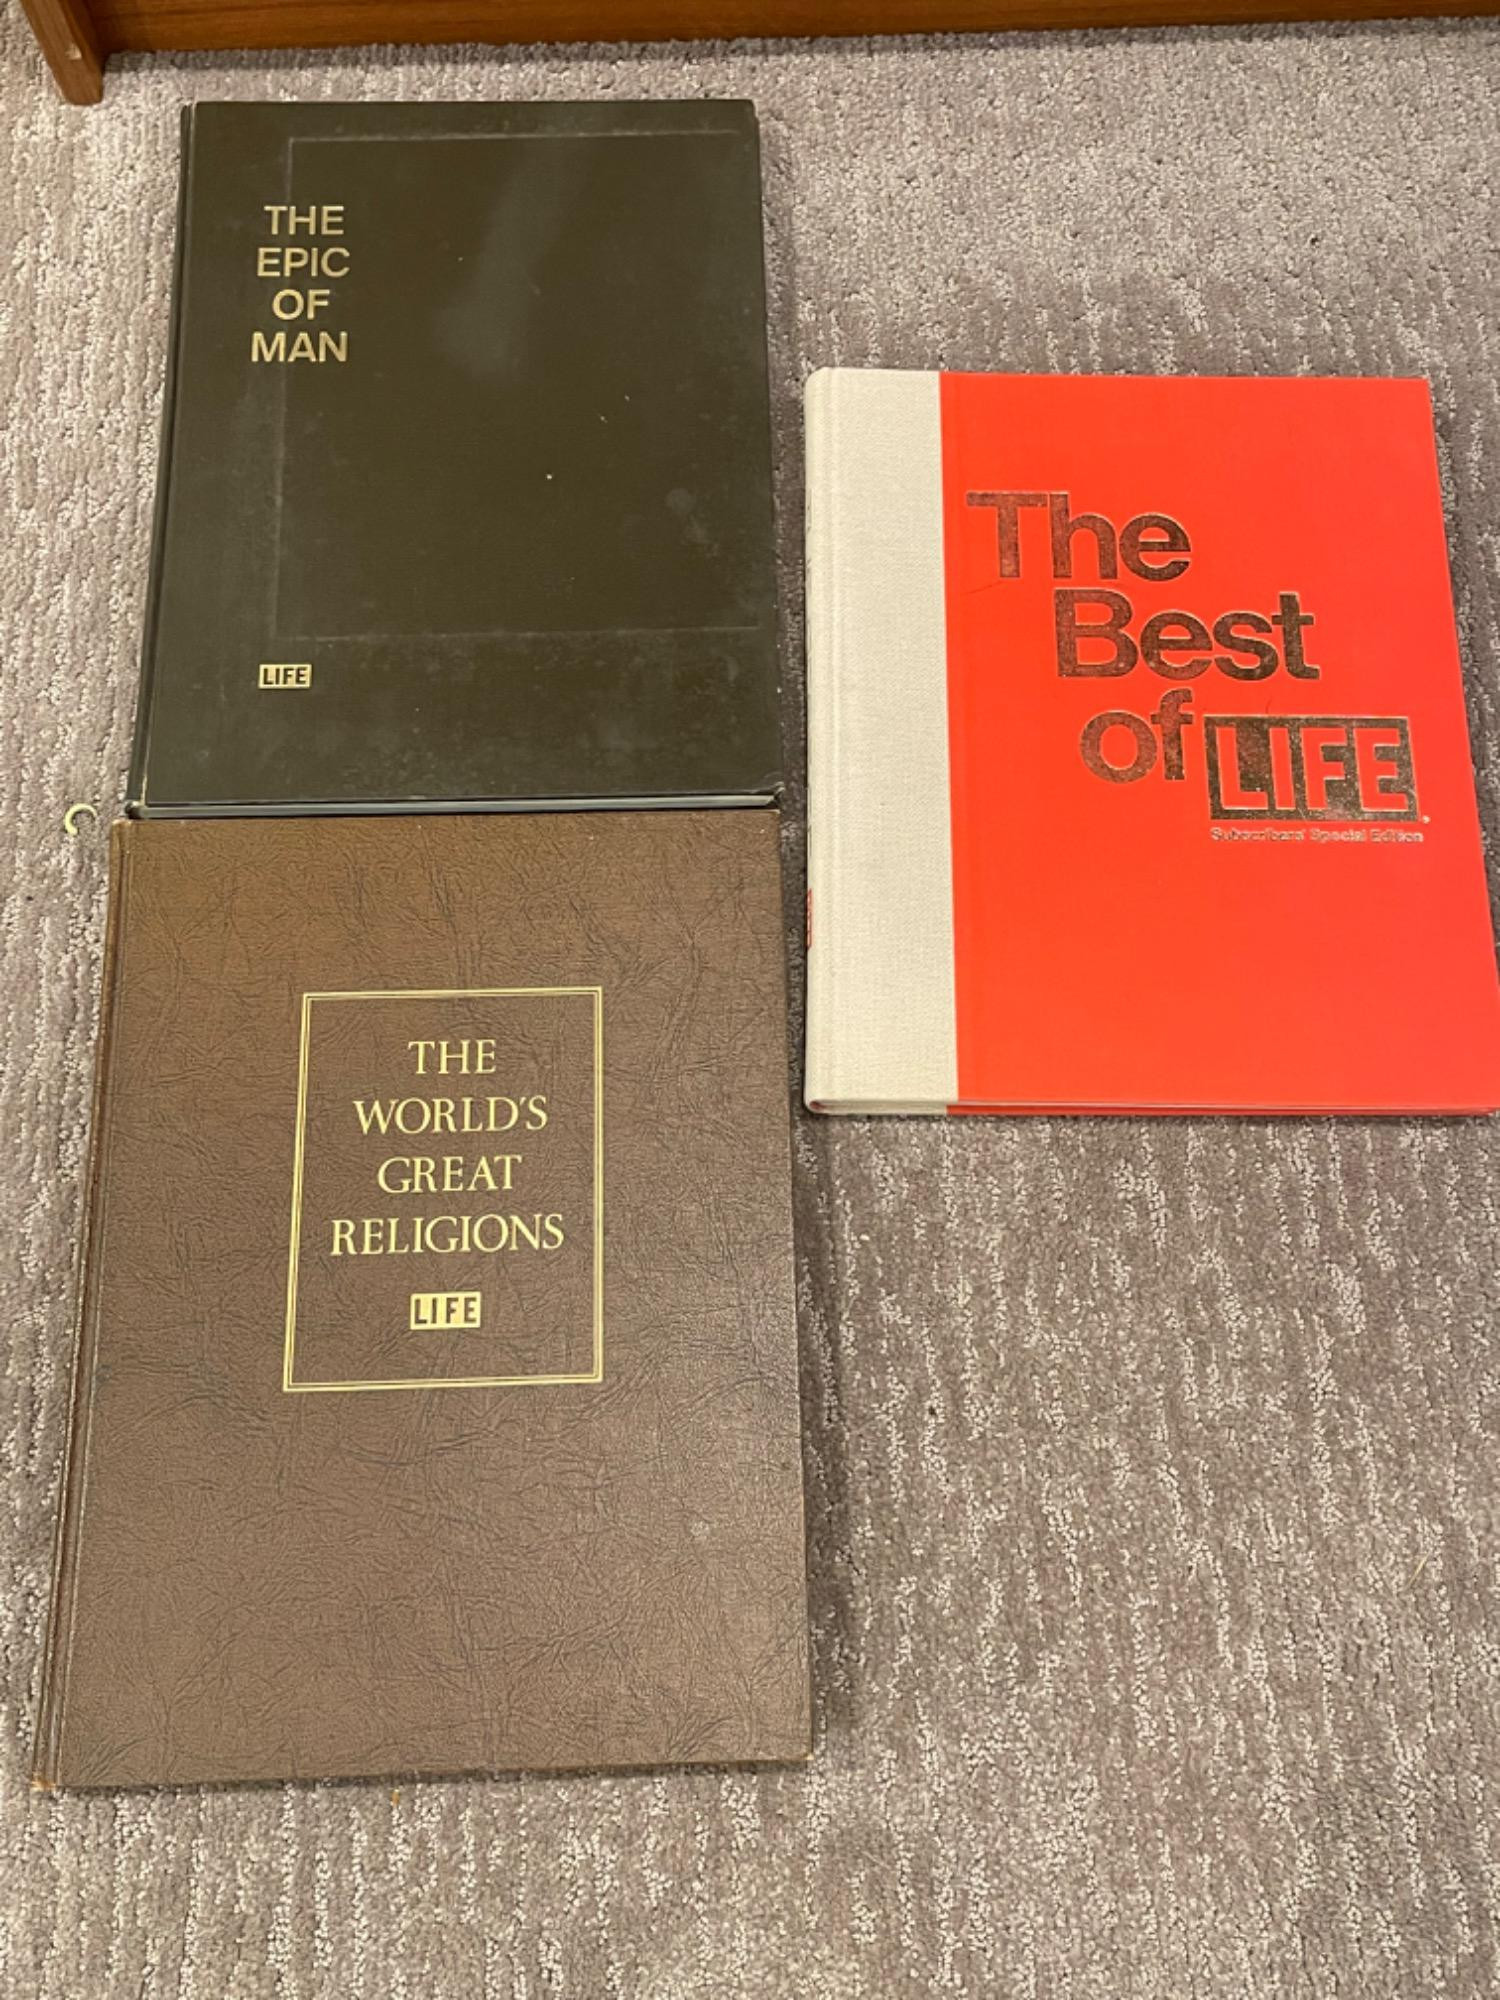 THE
EPIC
OF
MAN
LIFE
THE
WORLD'S
GREAT
RELIGIONS
LIFE
The
Best
of LIFE
Subscribers' Special Edition